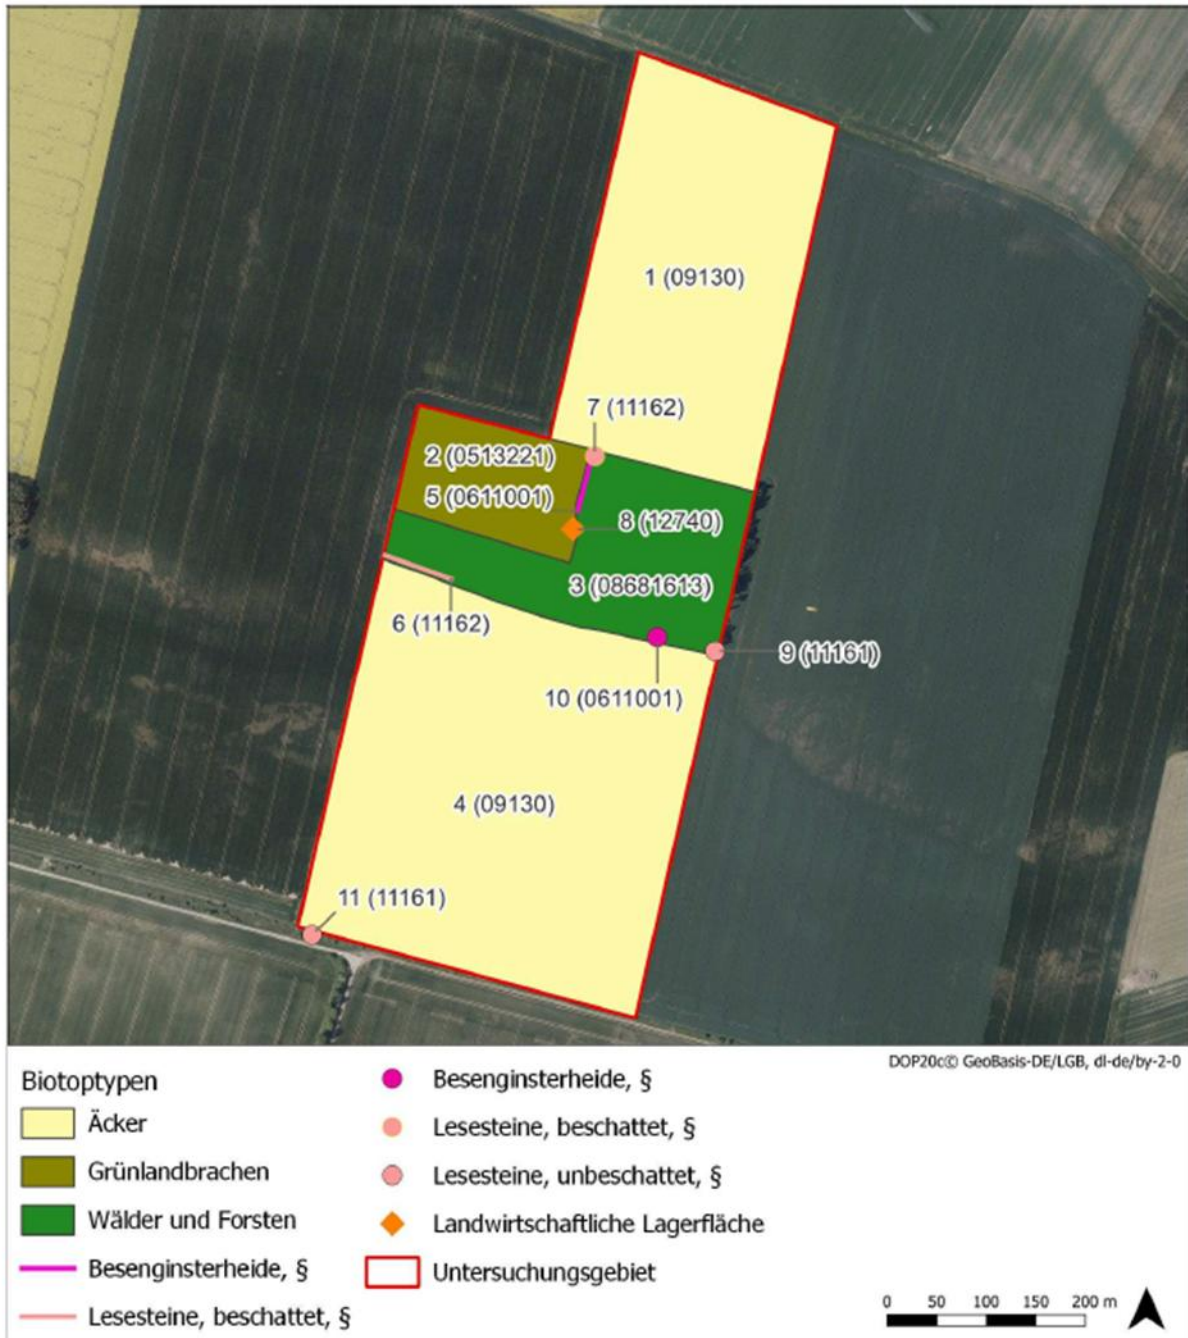 1 (09130)
7 (11162)
2 (0513221)
5 (0611001)
8 (12740)
3 (08681613)
6 (11162)
9 (11161)
10 (0611001)
4 (09130)
11 (11161)
DOP20c© GeoBasis-DE/LGB, dl-de/by-2-0
Biotoptypen
Äcker
Grünlandbrachen
Wälder und Forsten
Besenginsterheide, §
Lesesteine, beschattet, §
Besenginsterheide, §
Lesesteine, beschattet, §
Lesesteine, unbeschattet, §
Landwirtschaftliche Lagerfläche
Untersuchungsgebiet
0 50 100 150 200 m